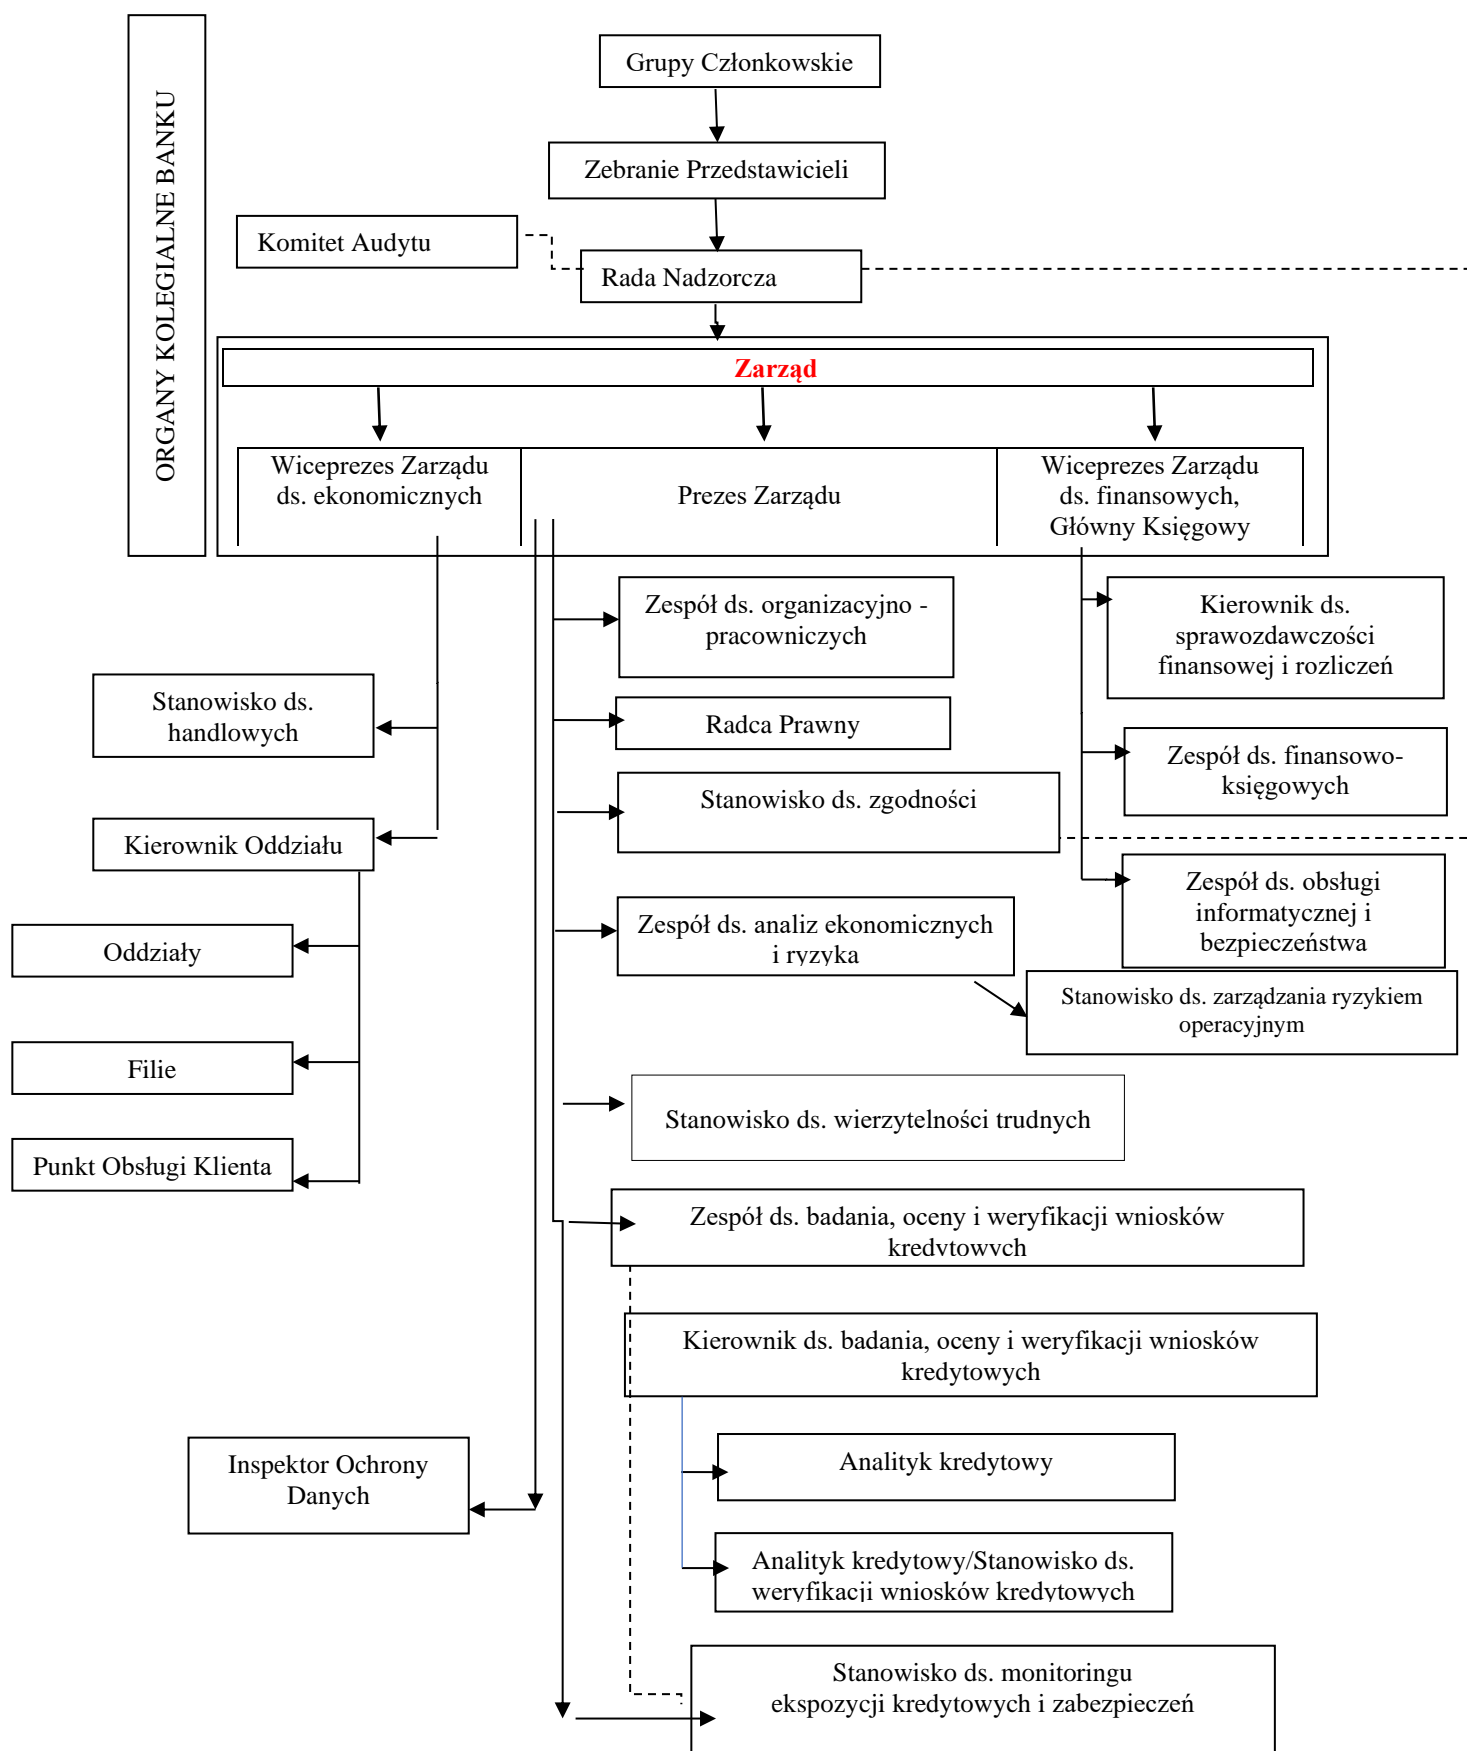 ORGANY KOLEGIALNE BANKU
Grupy Członkowskie
Zebranie Przedstawicieli
Komitet Audytu
Rada Nadzorcza
Zarząd
Wiceprezes Zarządu
ds. ekonomicznych
Prezes Zarządu
Wiceprezes Zarządu
ds. finansowych,
Główny Księgowy
Zespół ds. organizacyjno -
pracowniczych
Kierownik ds.
sprawozdawczości
finansowej i rozliczeń
Stanowisko ds.
handlowych
Radca Prawny
Zespół ds. finansowo-
księgowych
Stanowisko ds. zgodności
Kierownik Oddziału
Zespół ds. obsługi
informatycznej i
bezpieczeństwa
Zespół ds. analiz ekonomicznych
i ryzyka
Oddziały
Stanowisko ds. zarządzania ryzykiem
operacyjnym
Filie
Stanowisko ds. wierzytelności trudnych
Punkt Obsługi Klienta
Zespół ds. badania, oceny i weryfikacji wniosków
kredytowych
Kierownik ds. badania, oceny i weryfikacji wniosków
kredytowych
Inspektor Ochrony
Danych
Analityk kredytowy
Analityk kredytowy/Stanowisko ds.
weryfikacji wniosków kredytowych
Stanowisko ds. monitoringu
ekspozycji kredytowych i zabezpieczeń